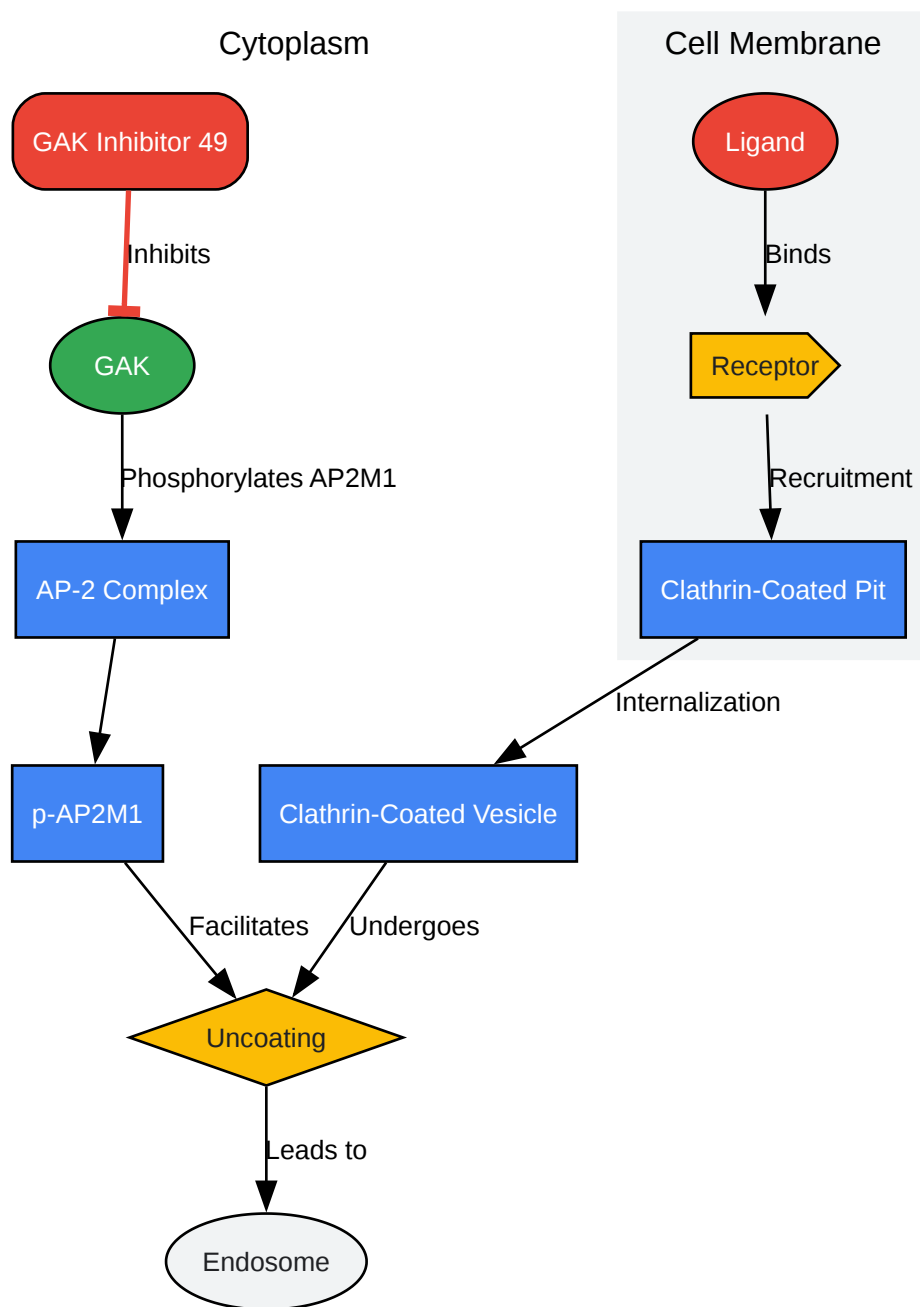 Cytoplasm
Cell Membrane
GAK Inhibitor 49
Ligand
Inhibits
Binds
GAK
Receptor
Phosphorylates AP2M1
Recruitment
AP-2 Complex
Clathrin-Coated Pit
Internalization
p-AP2M1
Clathrin-Coated Vesicle
Facilitates
Undergoes
Uncoating
Leads to
Endosome